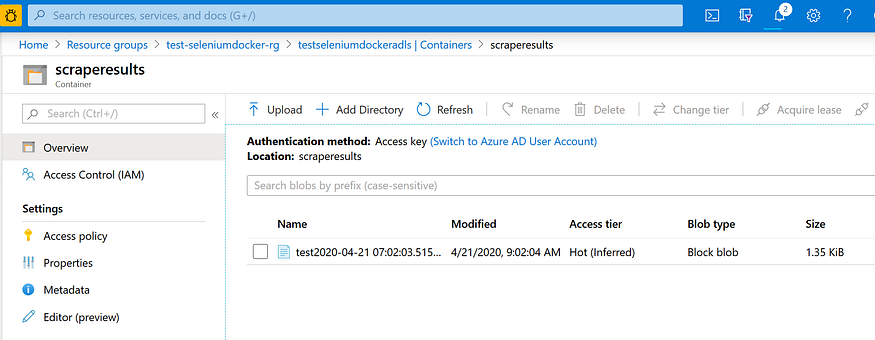 Search resources, services, and docs (G+/)
2
Home > Resource groups > test-seleniumdocker-rg > testseleniumdockeradls | Containers > scraperesults
scraperesults
Container
Search (Ctrl+/)
«
Upload Add Directory Refresh Rename Delete Change tier Acquire lease
Overview
Access Control (IAM)
Settings
Access policy
Properties
Metadata
Editor (preview)
Authentication method: Access key (Switch to Azure AD User Account)
Location: scraperesults
Search blobs by prefix (case-sensitive)
Name Modified Access tier Blob type Size
test2020-04-21 07:02:03.515... 4/21/2020, 9:02:04 AM Hot (Inferred) Block blob 1.35 KiB